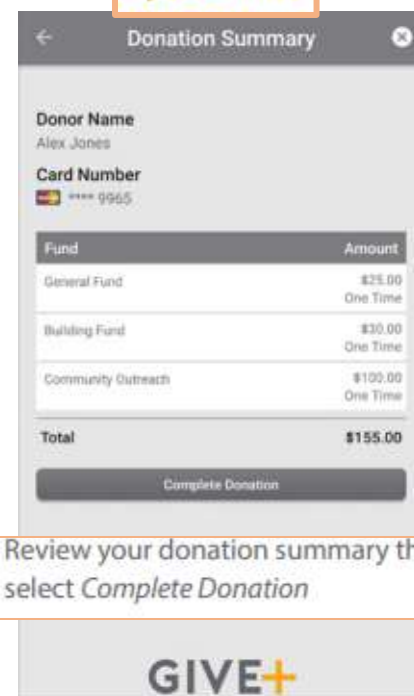 Donation Summary
Donor Name
Alex Jones
Card Number
**** 9965
Fund Amount
General Fund $25.00
One Time
Building Fund $30.00
One Time
Community Outreach $100.00
One Time
Total $155.00
Complete Donation
Review your donation summary th
select Complete Donation
GIVE+